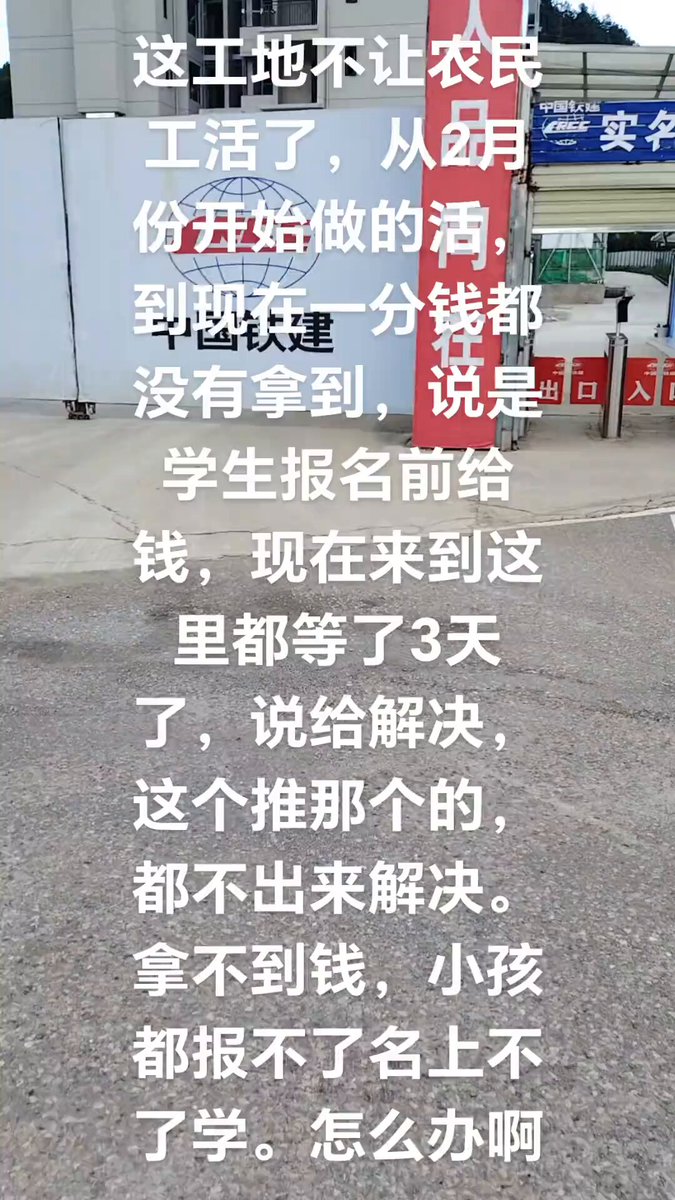 这工地不让农民
工活了，从2月
份开始做的活，
到现在一分钱都
没有拿到，说是
学生报名前给
钱，现在来到这
里都等了3天
了，说给解决，
这个推那个的，
都不出来解决。
拿不到钱，小孩
都报不了名上不
了学。怎么办啊
中国铁建
人品同在
中国铁建
CRCC
实名
出口
入口